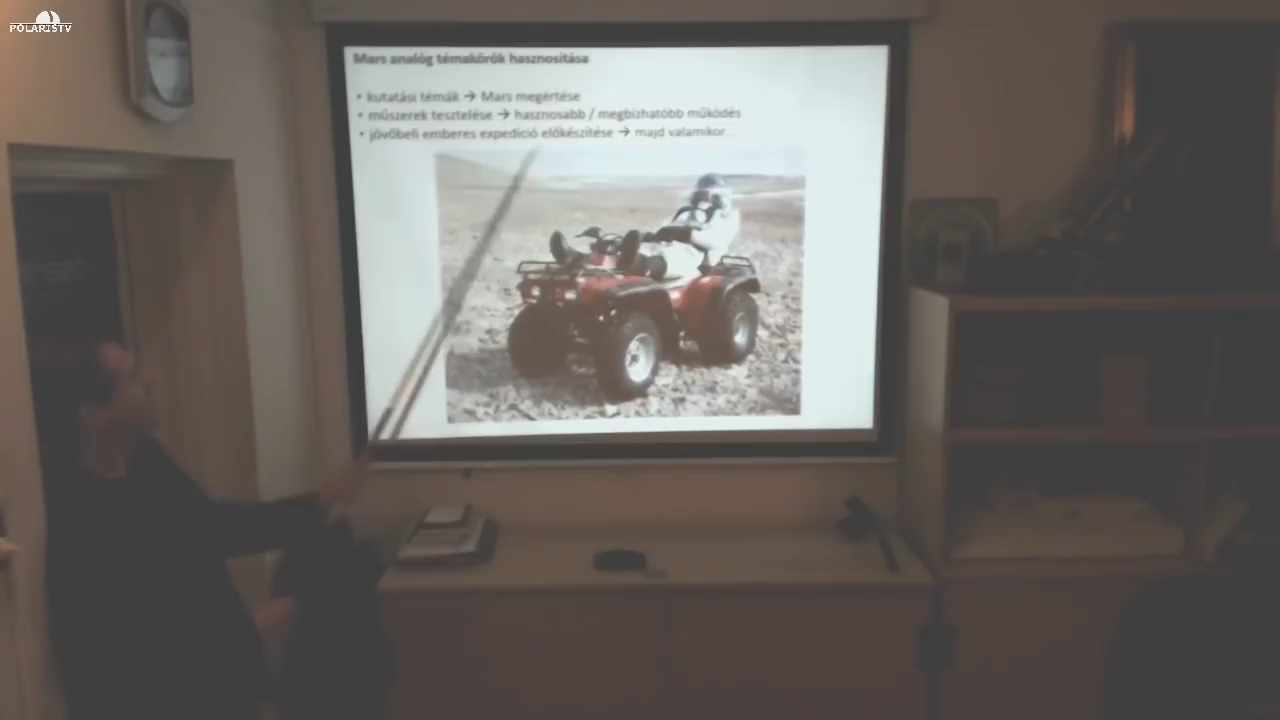 POLARISTV
Mars analóg témakörök hasznosítása
• kutatási témák → Mars megértése
• műszerek tesztelése → hasznosabb / megbízhatóbb működés
• jövőbeli emberes expedíció előkészítése → majd valamikor...